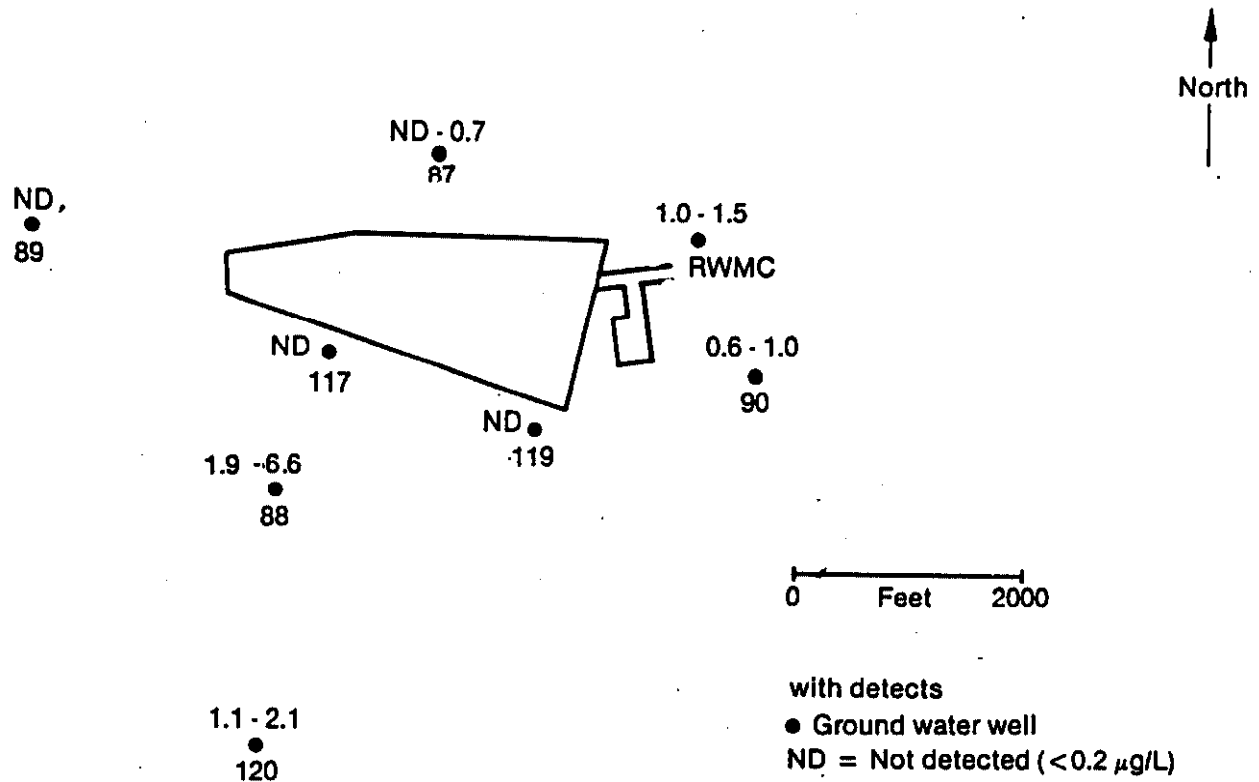 North
ND - 0.7
87
ND,
89
1.0 - 1.5
RWMC
ND
117
0.6 - 1.0
90
ND
119
1.9 - 6.6
88
0 Feet 2000
with detects
1.1 - 2.1
120
● Ground water well
ND = Not detected (<0.2 µg/L)